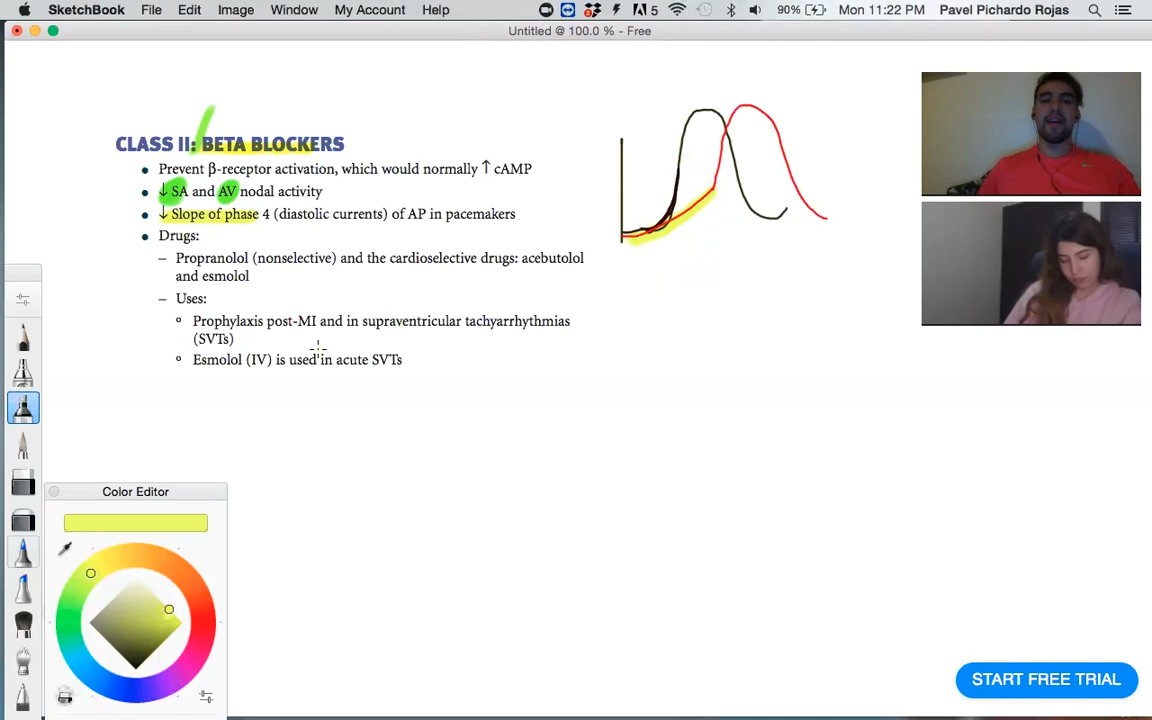 SketchBook File Edit Image Window My Account Help 5 90% Mon 11:22 PM Pavel Pichardo Rojas
Untitled @ 100.0 % - Free
CLASS II: BETA BLOCKERS
• Prevent β-receptor activation, which would normally ↑ cAMP
• ↓ SA and AV nodal activity
• ↓ Slope of phase 4 (diastolic currents) of AP in pacemakers
• Drugs:
– Propranolol (nonselective) and the cardioselective drugs: acebutolol
and esmolol
– Uses:
° Prophylaxis post-MI and in supraventricular tachyarrhythmias
(SVTs)
° Esmolol (IV) is used in acute SVTs
Color Editor
START FREE TRIAL